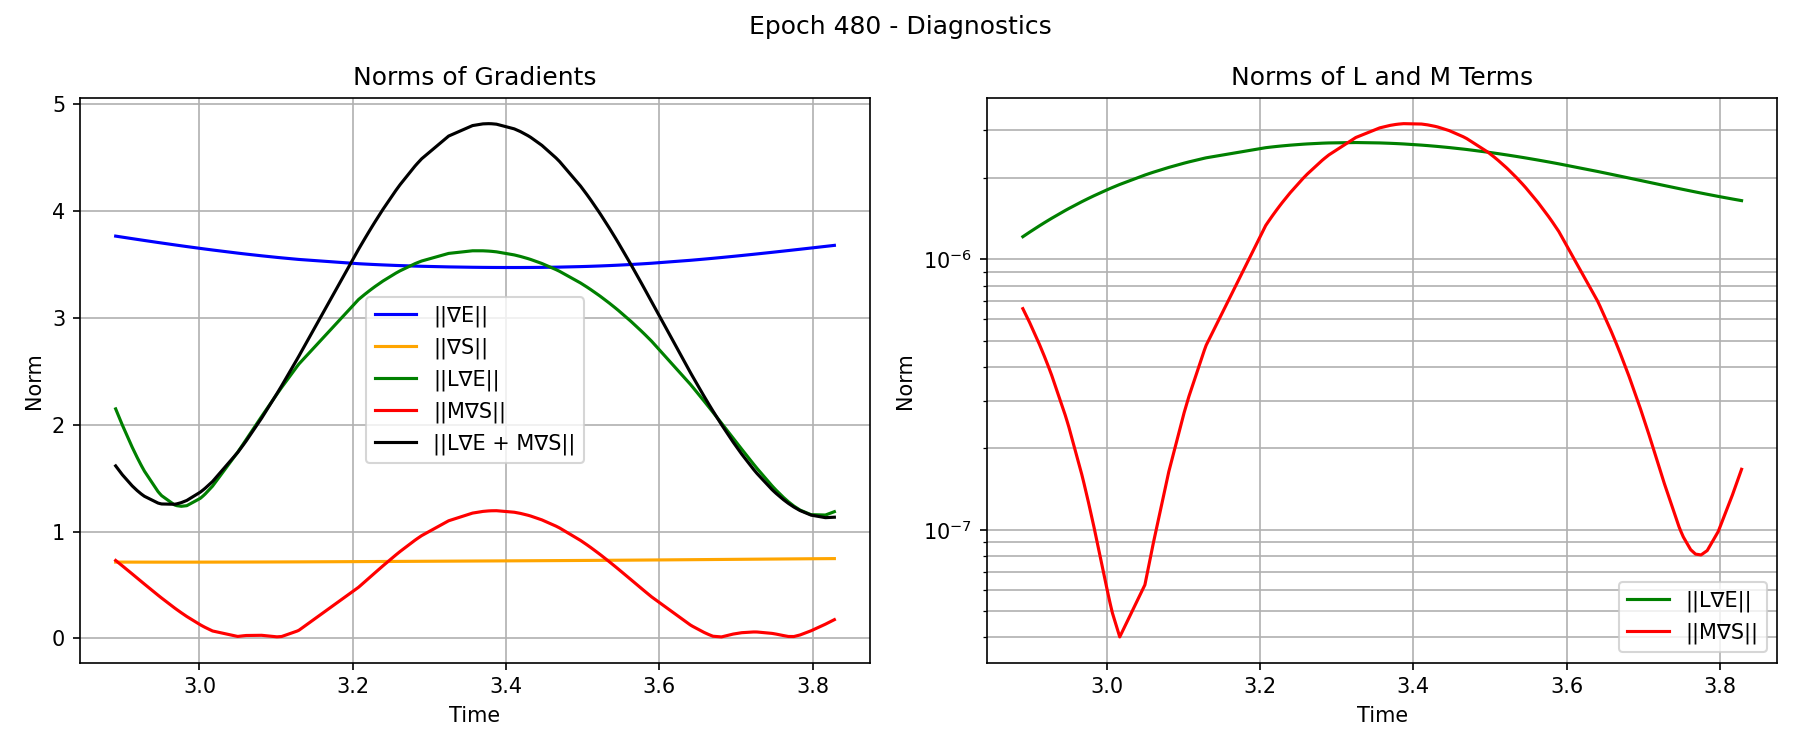 Epoch 480 - Diagnostics
Norms of Gradients
Norm
5
4
3
2
1
0
||∇E||
||∇S||
||L∇E||
||M∇S||
||L∇E + M∇S||
3.0 3.2 3.4 3.6 3.8
Time
Norms of L and M Terms
Norm
10⁻⁶
10⁻⁷
||L∇E||
||M∇S||
3.0 3.2 3.4 3.6 3.8
Time